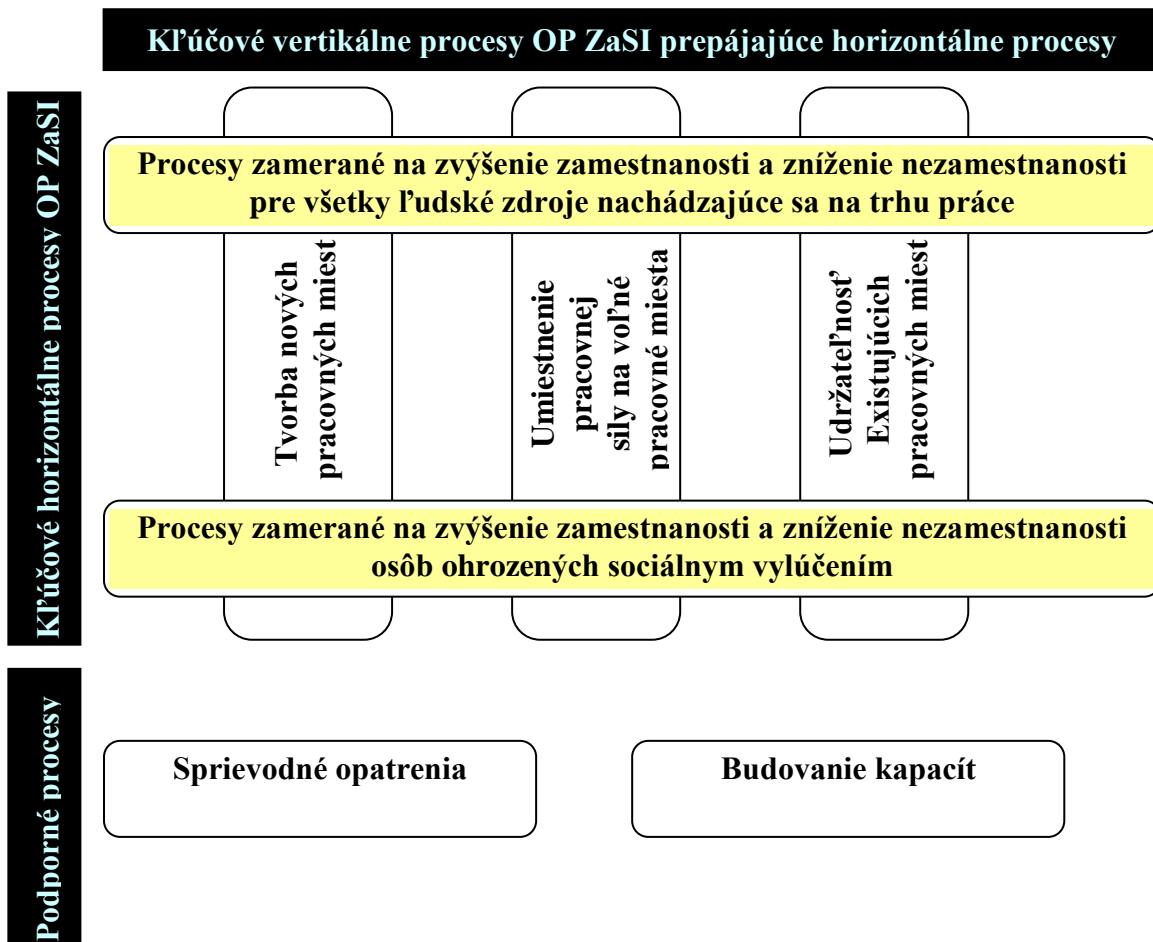 Kľúčové vertikálne procesy OP ZaSI prepájajúce horizontálne procesy
Kľúčové horizontálne procesy OP ZaSI
Procesy zamerané na zvýšenie zamestnanosti a zníženie nezamestnanosti
pre všetky ľudské zdroje nachádzajúce sa na trhu práce
Tvorba nových
pracovných miest
Umiestnenie
pracovnej
sily na voľné
pracovné miesta
Udržateľnosť
Existujúcich
pracovných miest
Procesy zamerané na zvýšenie zamestnanosti a zníženie nezamestnanosti
osôb ohrozených sociálnym vylúčením
Podporné procesy
Sprievodné opatrenia
Budovanie kapacít